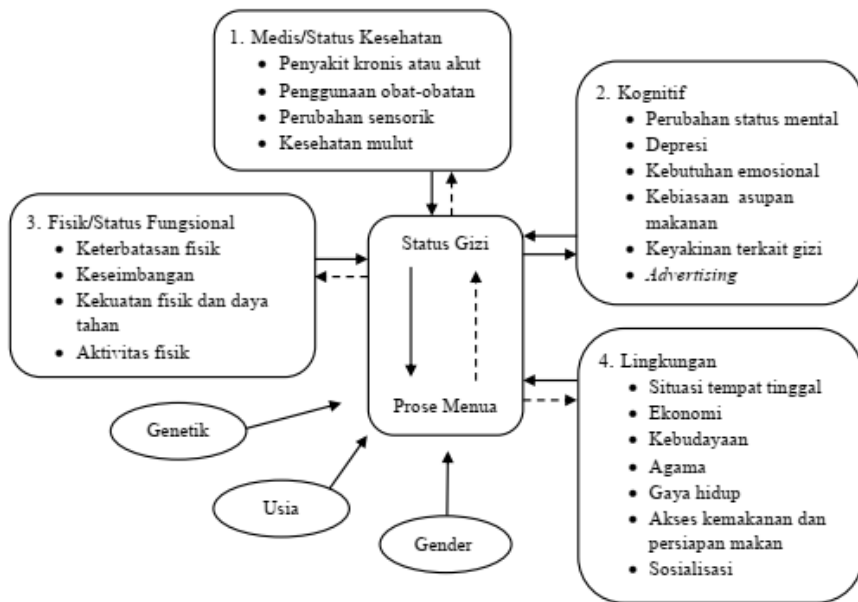 1. Medis/Status Kesehatan
• Penyakit kronis atau akut
• Penggunaan obat-obatan
• Perubahan sensorik
• Kesehatan mulut
2. Kognitif
• Perubahan status mental
• Depresi
• Kebutuhan emosional
• Kebiasaan asupan
makanan
• Keyakinan terkait gizi
• Advertising
3. Fisik/Status Fungsional
• Keterbatasan fisik
• Keseimbangan
• Kekuatan fisik dan daya
tahan
• Aktivitas fisik
Status Gizi
Prose Menua
4. Lingkungan
• Situasi tempat tinggal
• Ekonomi
• Kebudayaan
• Agama
• Gaya hidup
• Akses kemakanan dan
persiapan makan
• Sosialisasi
Genetik
Usia
Gender